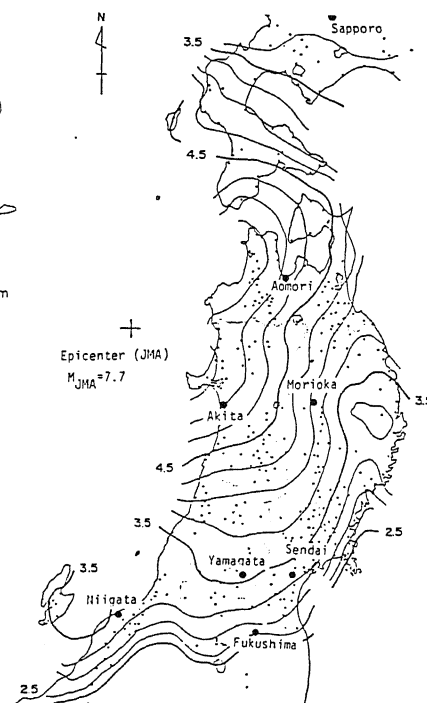 N
Sapporo
3.5
4.5
m
Aomori
Epicenter (JMA)
M_JMA=7.7
Morioka
3.5
Akita
4.5
3.5
2.5
Sendai
Yamagata
3.5
Niigata
Fukushima
2.5